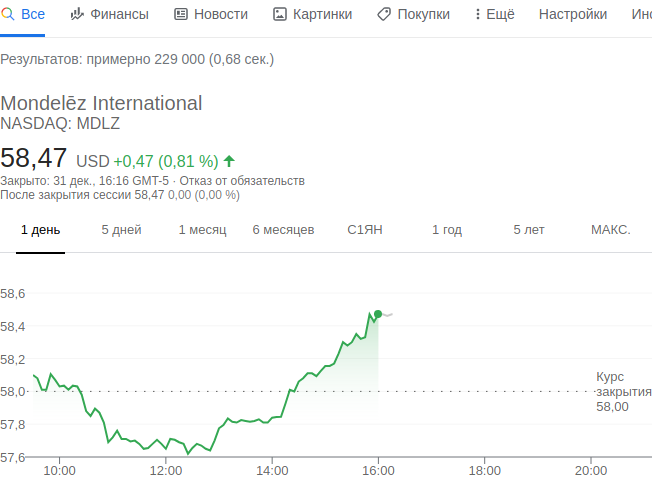 Все Финансы Новости Картинки Покупки Ещё Настройки Инс
Результатов: примерно 229 000 (0,68 сек.)
Mondelēz International
NASDAQ: MDLZ
58,47 USD +0,47 (0,81 %)
Закрыто: 31 дек., 16:16 GMT-5 · Отказ от обязательств
После закрытия сессии 58,47 0,00 (0,00 %)
1 день 5 дней 1 месяц 6 месяцев С1ЯН 1 год 5 лет МАКС.
58,6
58,4
58,2
58,0
57,8
57,6
Курс
закрытия
58,00
10:00 12:00 14:00 16:00 18:00 20:00